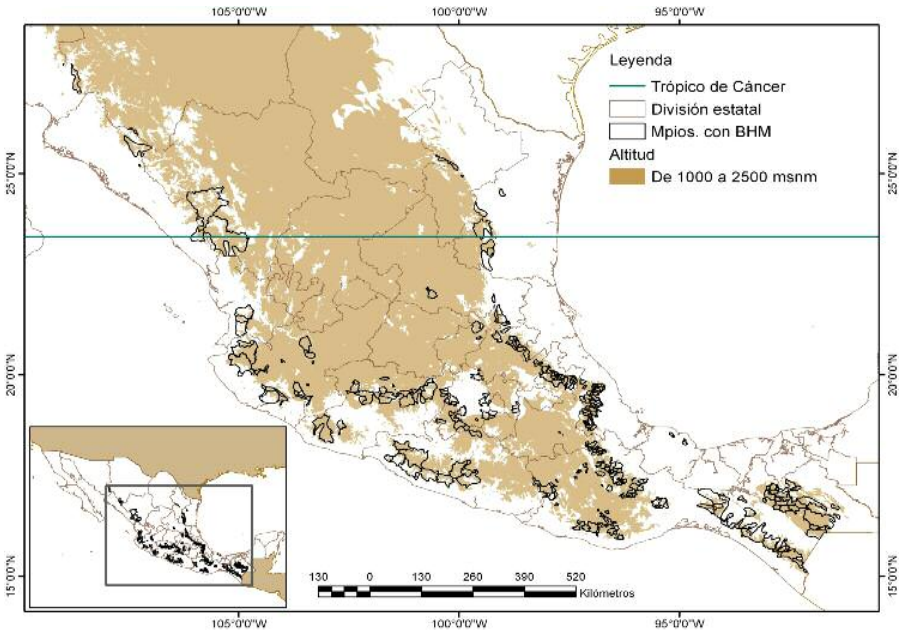 105°0'0"W 100°0'0"W 95°0'0"W
Leyenda
Trópico de Cáncer
División estatal
Mpios. con BHM
Altitud
De 1000 a 2500 msnm
25°0'0"N 25°0'0"N
20°0'0"N 20°0'0"N
15°0'0"N 15°0'0"N
130 0 130 260 390 520
Kilómetros
105°0'0"W 100°0'0"W 95°0'0"W